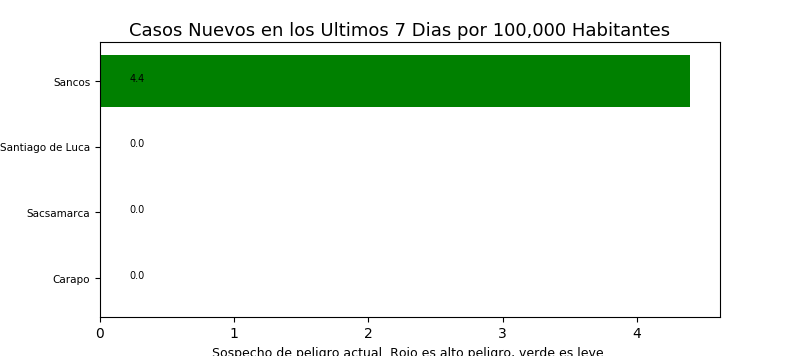 Casos Nuevos en los Ultimos 7 Dias por 100,000 Habitantes
Sancos 4.4
Santiago de Luca 0.0
Sacsamarca 0.0
Carapo 0.0
0 1 2 3 4
Sospecho de peligro actual. Rojo es alto peligro, verde es leve